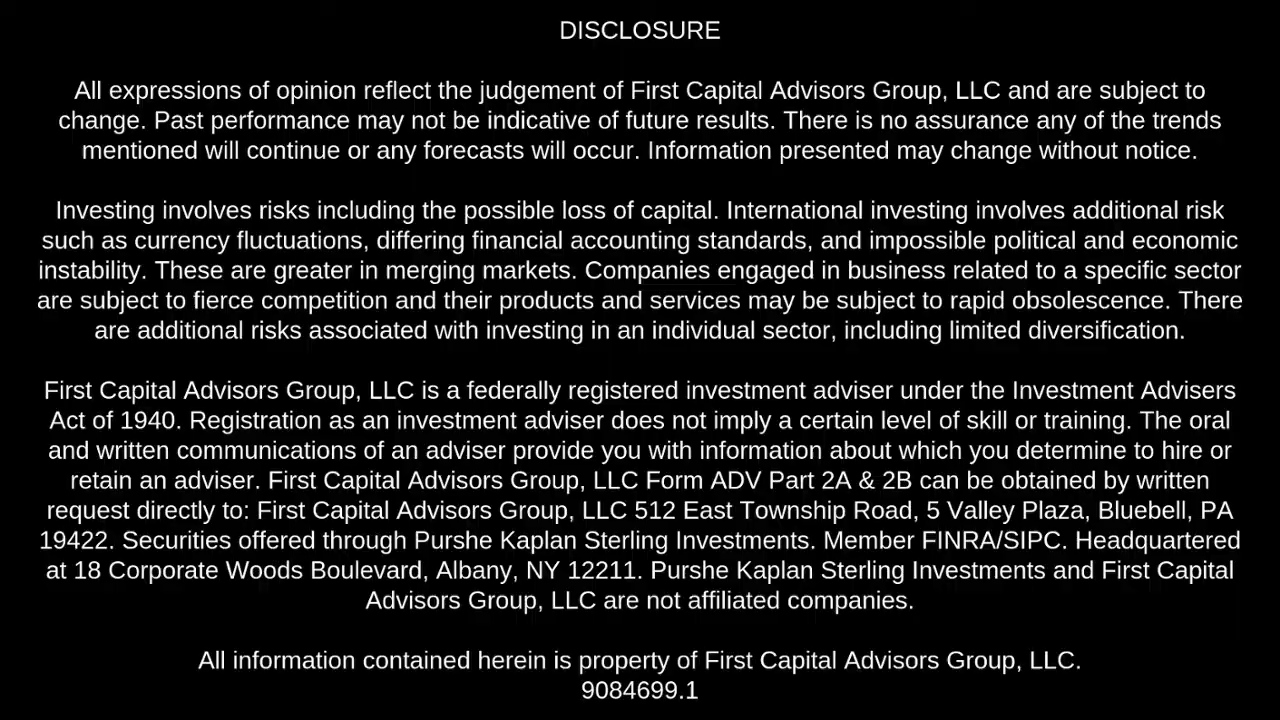 DISCLOSURE
All expressions of opinion reflect the judgement of First Capital Advisors Group, LLC and are subject to
change. Past performance may not be indicative of future results. There is no assurance any of the trends
mentioned will continue or any forecasts will occur. Information presented may change without notice.
Investing involves risks including the possible loss of capital. International investing involves additional risk
such as currency fluctuations, differing financial accounting standards, and impossible political and economic
instability. These are greater in merging markets. Companies engaged in business related to a specific sector
are subject to fierce competition and their products and services may be subject to rapid obsolescence. There
are additional risks associated with investing in an individual sector, including limited diversification.
First Capital Advisors Group, LLC is a federally registered investment adviser under the Investment Advisers
Act of 1940. Registration as an investment adviser does not imply a certain level of skill or training. The oral
and written communications of an adviser provide you with information about which you determine to hire or
retain an adviser. First Capital Advisors Group, LLC Form ADV Part 2A & 2B can be obtained by written
request directly to: First Capital Advisors Group, LLC 512 East Township Road, 5 Valley Plaza, Bluebell, PA
19422. Securities offered through Purshe Kaplan Sterling Investments. Member FINRA/SIPC. Headquartered
at 18 Corporate Woods Boulevard, Albany, NY 12211. Purshe Kaplan Sterling Investments and First Capital
Advisors Group, LLC are not affiliated companies.
All information contained herein is property of First Capital Advisors Group, LLC.
9084699.1